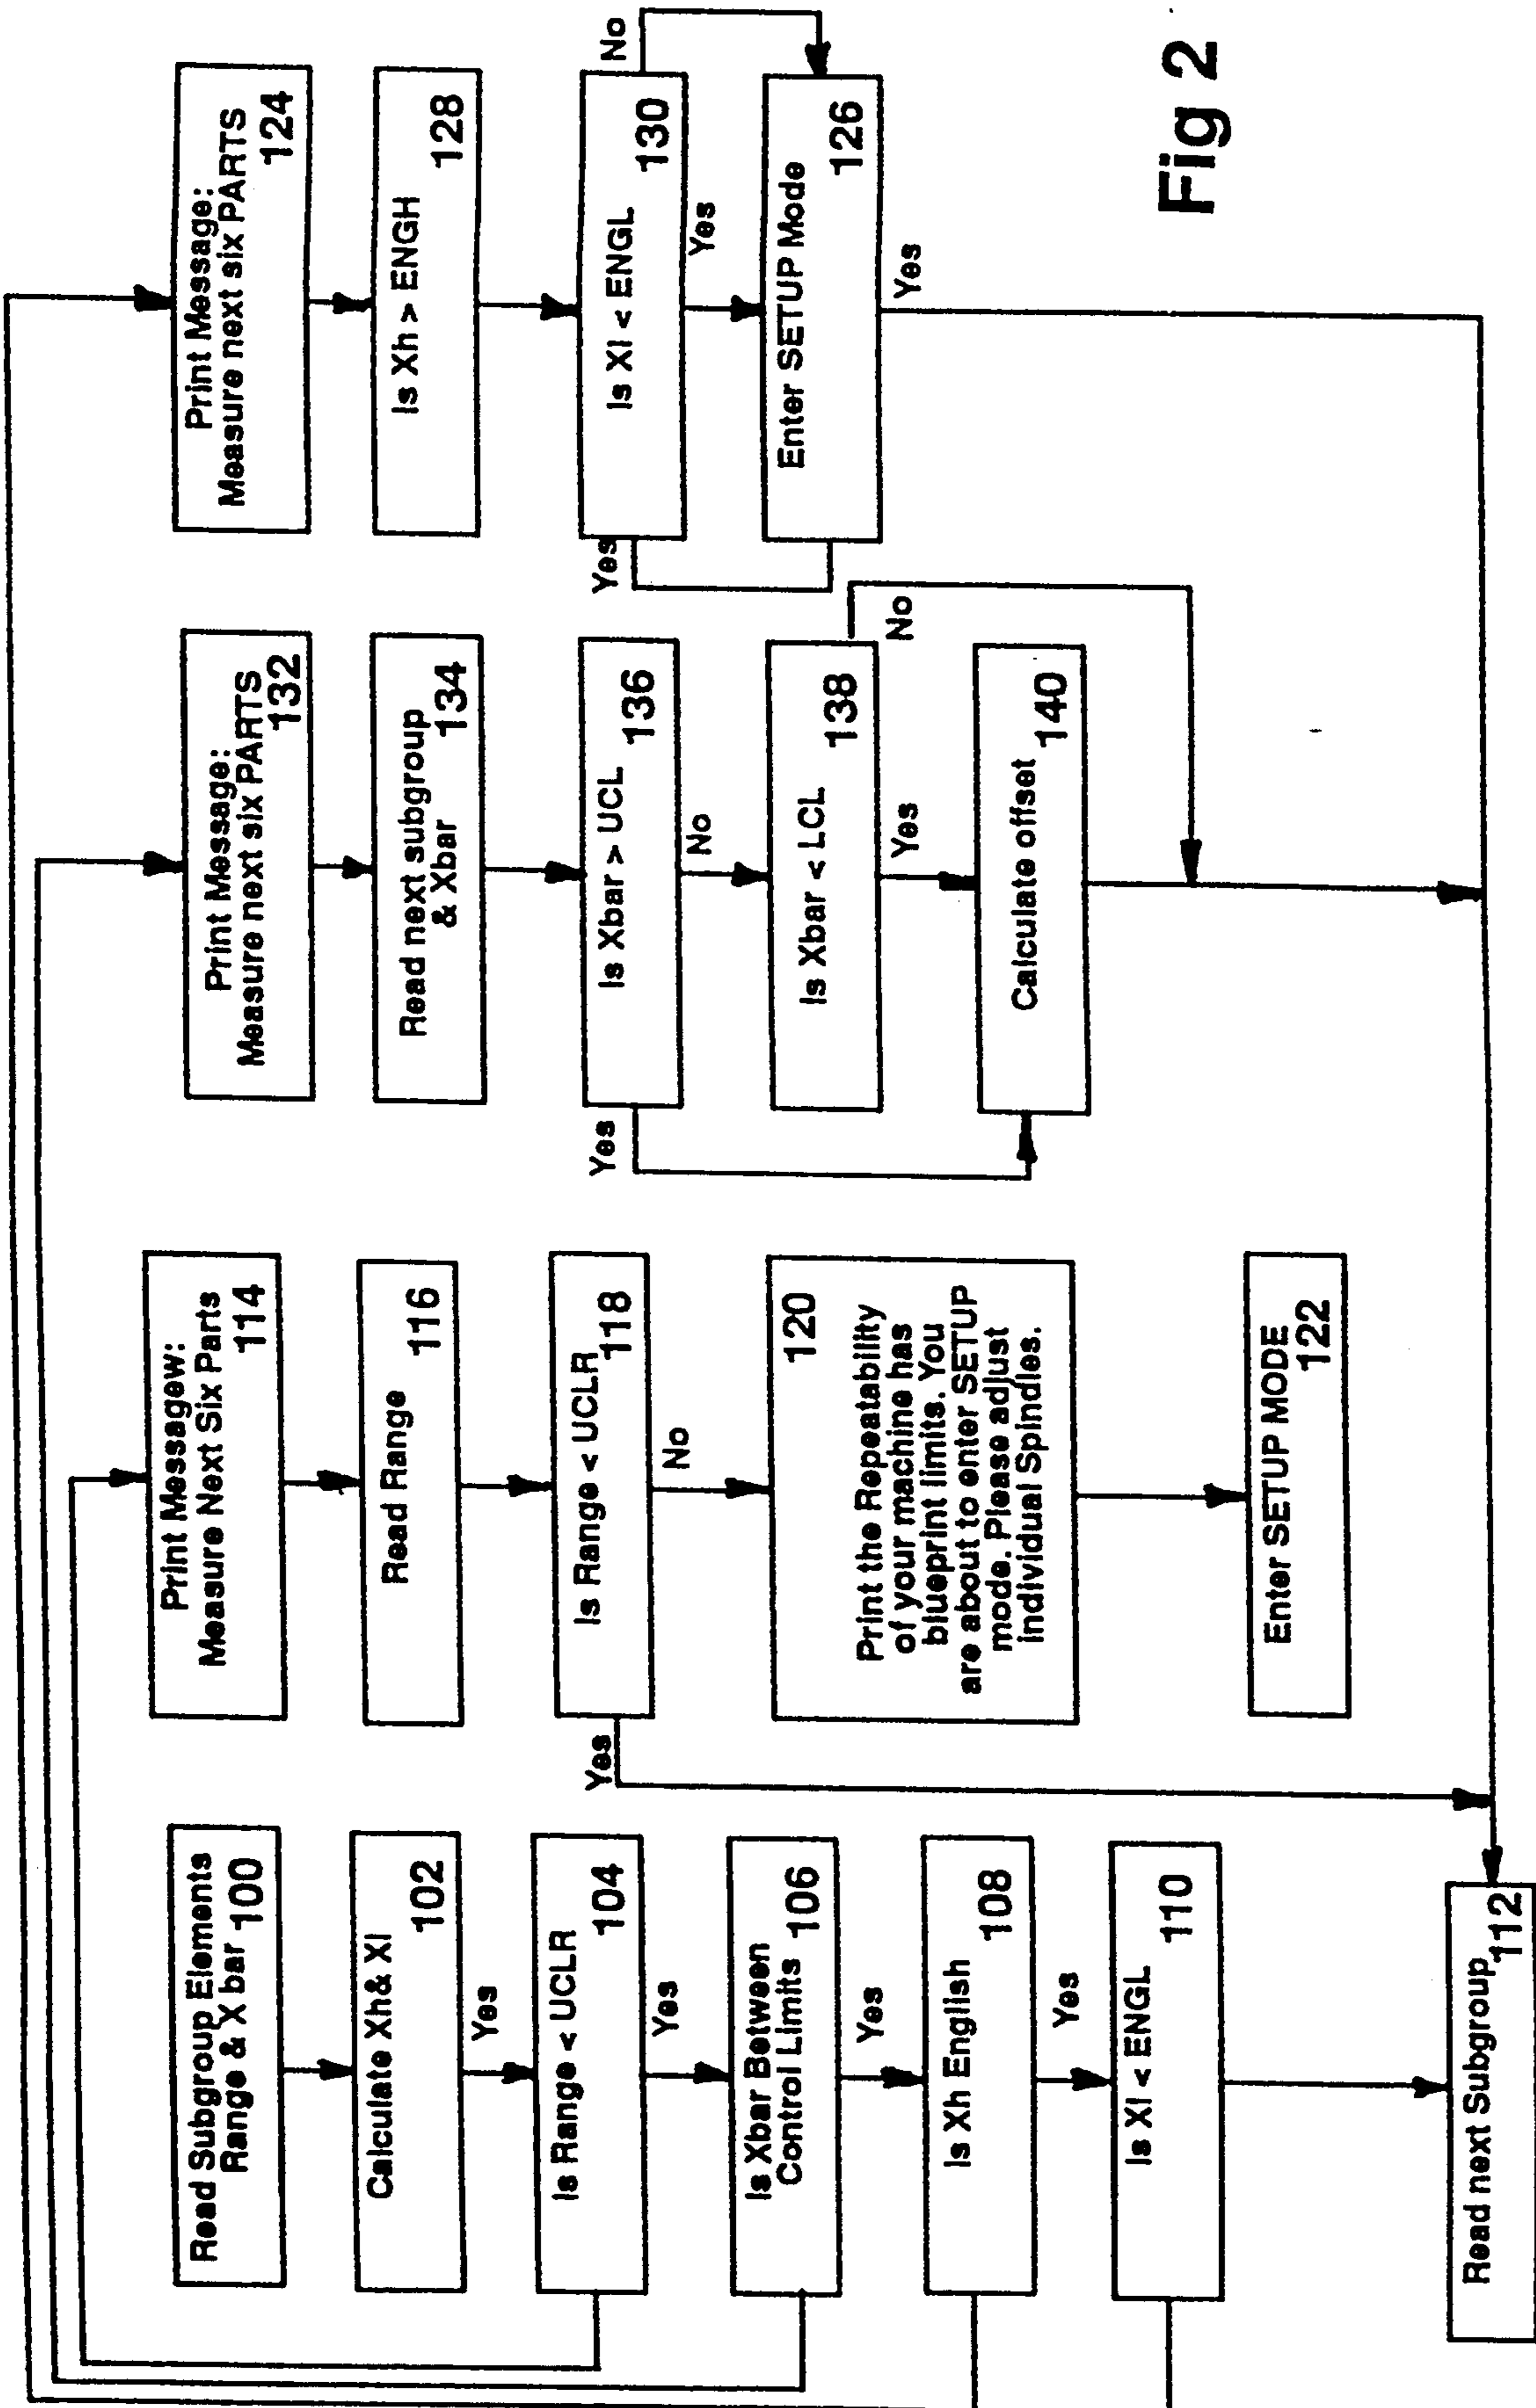 Read Subgroup Elements
Range & X bar 100
Calculate Xh& Xl
102
Yes
Is Range < UCLR
104
Yes
Is Xbar Between
Control Limits 106
Yes
Is Xh English
108
Yes
Is Xl < ENGL
110
Read next Subgroup
112
Print Messagew:
Measure Next Six Parts
114
Read Range
116
Is Range < UCLR
118
Yes
No
120
Print the Repeatability
of your machine has
blueprint limits. You
are about to enter SETUP
mode. Please adjust
individual Spindles.
Enter SETUP MODE
122
Print Message:
Measure next six PARTS
132
Read next subgroup
& Xbar 134
Is Xbar > UCL
136
Yes
No
Is Xbar < LCL
138
No
Yes
Calculate offset
140
Print Message:
Measure next six PARTS
124
Is Xh > ENGH
128
Is Xl < ENGL
130
Yes
No
Yes
Enter SETUP Mode
126
Yes
Fig 2